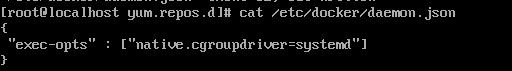 [root@localhost yum.repos.d]# cat /etc/docker/daemon.json
{
 "exec-opts" : ["native.cgroupdriver=systemd"]
}